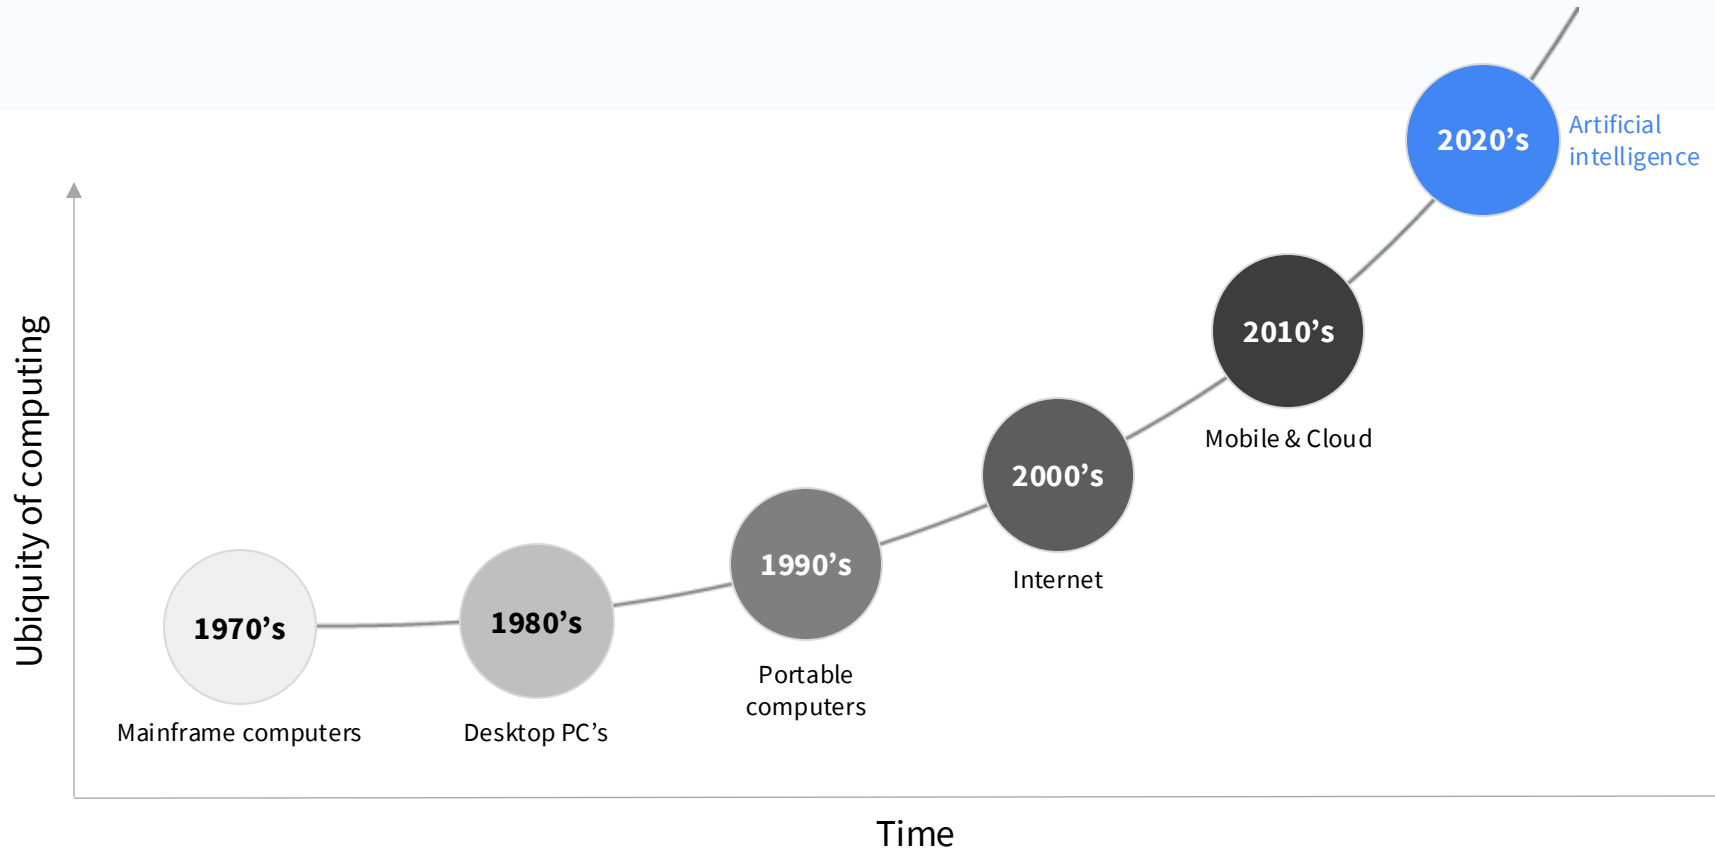 2020’s
Artificial
intelligence
2010’s
Mobile & Cloud
2000’s
Internet
1990’s
Portable
computers
1980’s
Desktop PC’s
1970’s
Mainframe computers
Ubiquity of computing
Time